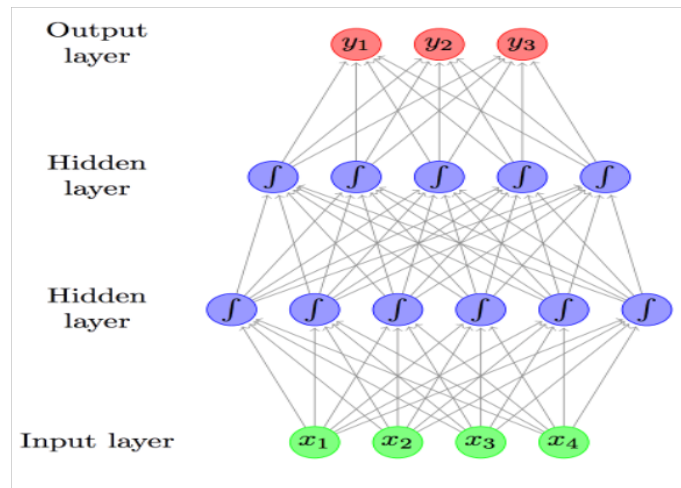 Output
layer
y1 y2 y3
Hidden
layer
∫ ∫ ∫ ∫ ∫
Hidden
layer
∫ ∫ ∫ ∫ ∫ ∫
Input layer
x1 x2 x3 x4